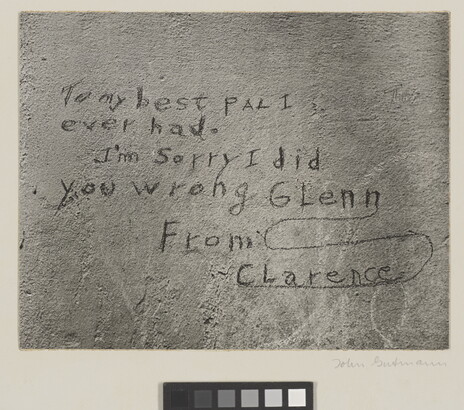 To my best PAL I
ever had.
I'm Sorry I did
you wrong GLenn
From
CLarence
John Gutmann